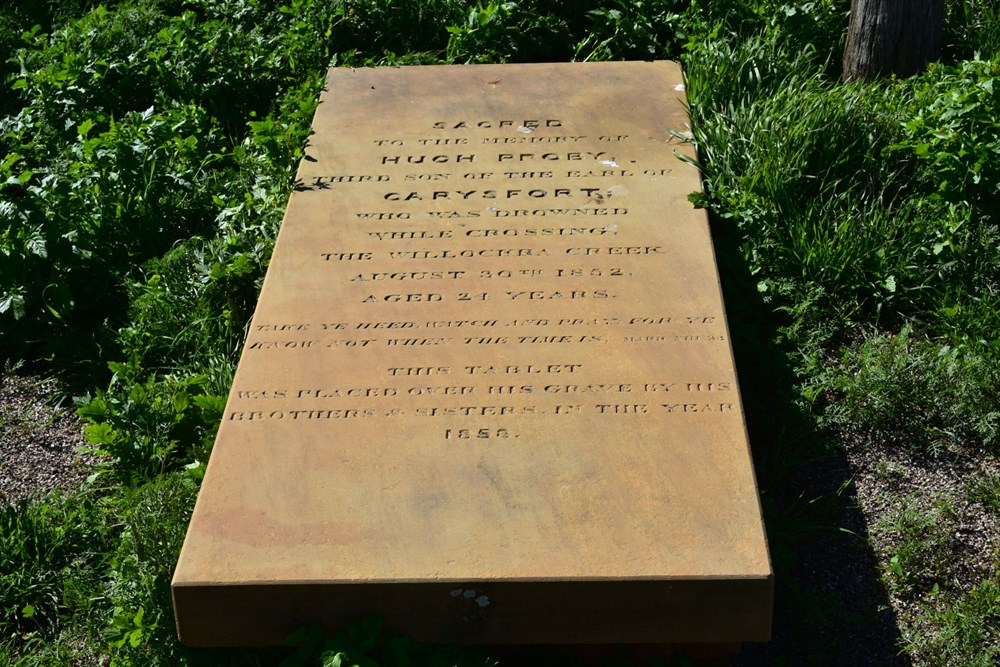 SACRED
TO THE MEMORY OF
HUGH PROBY,
THIRD SON OF THE EARL OF
CARYSFORT,
WHO WAS DROWNED
WHILE CROSSING
THE WILLOCHRA CREEK
AUGUST 30TH 1852,
AGED 24 YEARS.
TAKE YE HEED, WATCH AND PRAY, FOR YE
KNOW NOT WHEN THE TIME IS. MARK XIII 33
THIS TABLET
WAS PLACED OVER HIS GRAVE BY HIS
BROTHERS & SISTERS, IN THE YEAR
1858.